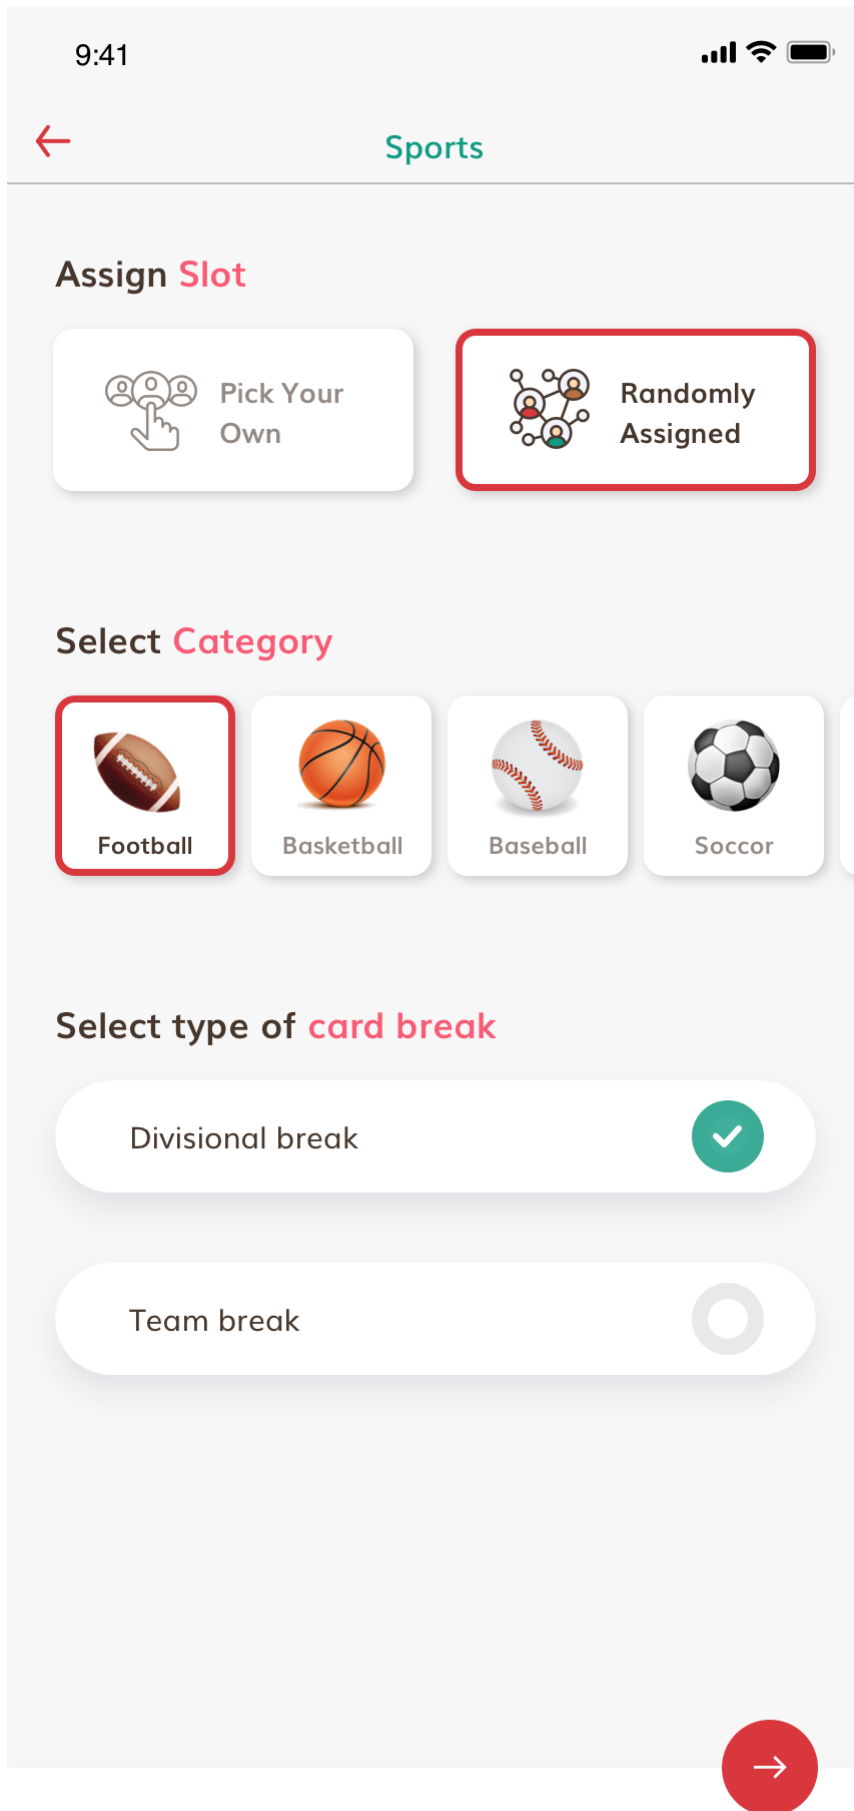 9:41
Sports
Assign Slot
Pick Your
Own
Randomly
Assigned
Select Category
Football
Basketball
Baseball
Soccor
Select type of card break
Divisional break
Team break